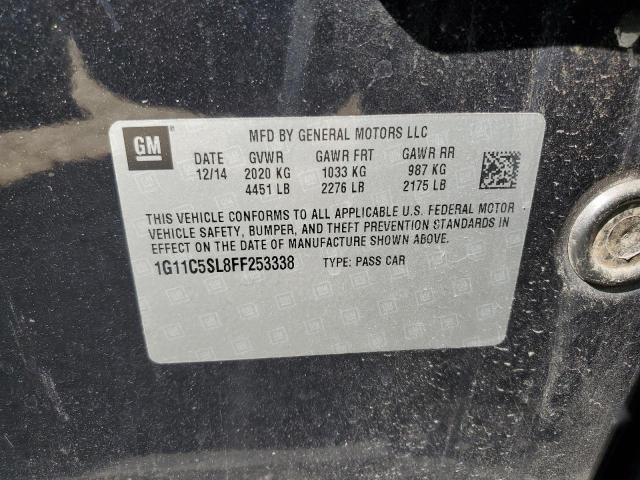 GM
MFD BY GENERAL MOTORS LLC
DATE GVWR GAWR FRT GAWR RR
12/14 2020 KG 1033 KG 987 KG
4451 LB 2276 LB 2175 LB
THIS VEHICLE CONFORMS TO ALL APPLICABLE U.S. FEDERAL MOTOR
VEHICLE SAFETY, BUMPER, AND THEFT PREVENTION STANDARDS IN
EFFECT ON THE DATE OF MANUFACTURE SHOWN ABOVE.
1G11C5SL8FF253338 TYPE: PASS CAR